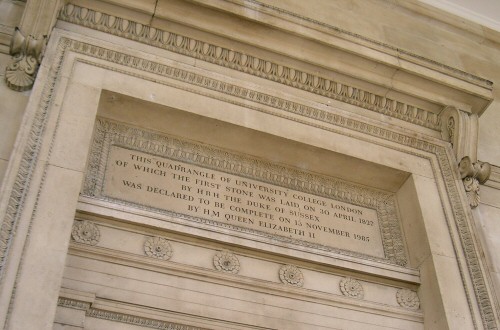 THIS QUADRANGLE OF UNIVERSITY COLLEGE LONDON
OF WHICH THE FIRST STONE WAS LAID ON 30 APRIL 1827
BY H R H THE DUKE OF SUSSEX
WAS DECLARED TO BE COMPLETE ON 15 NOVEMBER 1985
BY H.M QUEEN ELIZABETH II